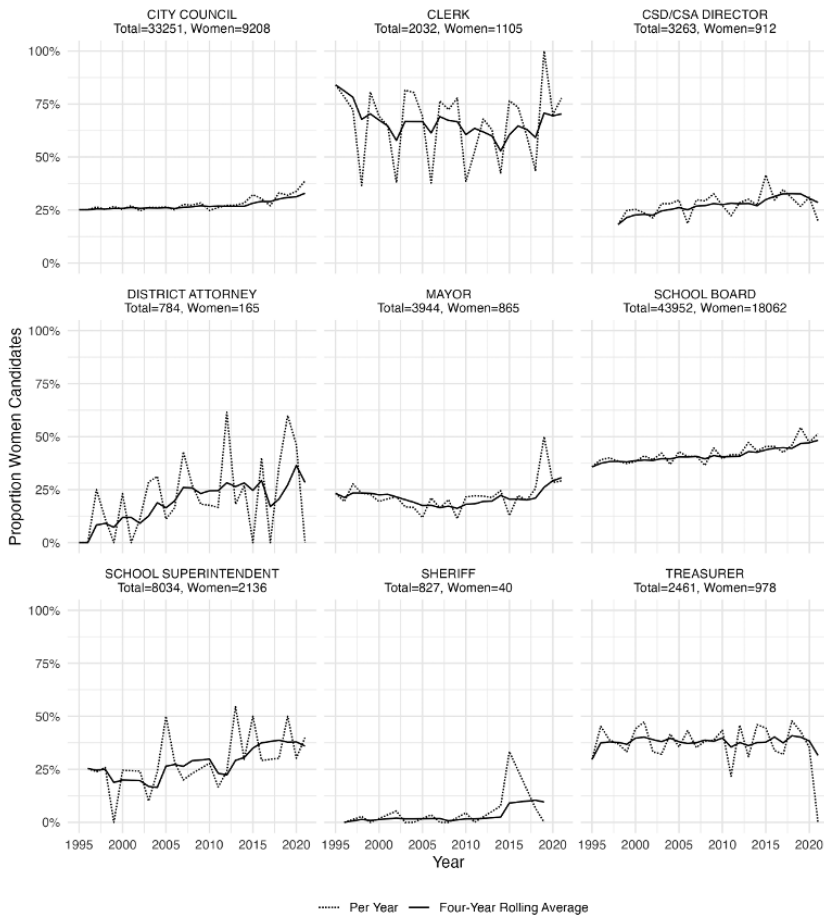 CITY COUNCIL
Total=33251, Women=9208
CLERK
Total=2032, Women=1105
CSD/CSA DIRECTOR
Total=3263, Women=912
100%
75%
50%
25%
0%
DISTRICT ATTORNEY
Total=784, Women=165
MAYOR
Total=3944, Women=865
SCHOOL BOARD
Total=43952, Women=18062
100%
75%
50%
25%
0%
Proportion Women Candidates
SCHOOL SUPERINTENDENT
Total=8034, Women=2136
SHERIFF
Total=827, Women=40
TREASURER
Total=2461, Women=978
100%
75%
50%
25%
0%
1995 2000 2005 2010 2015 2020
1995 2000 2005 2010 2015 2020
1995 2000 2005 2010 2015 2020
Year
Per Year
Four-Year Rolling Average